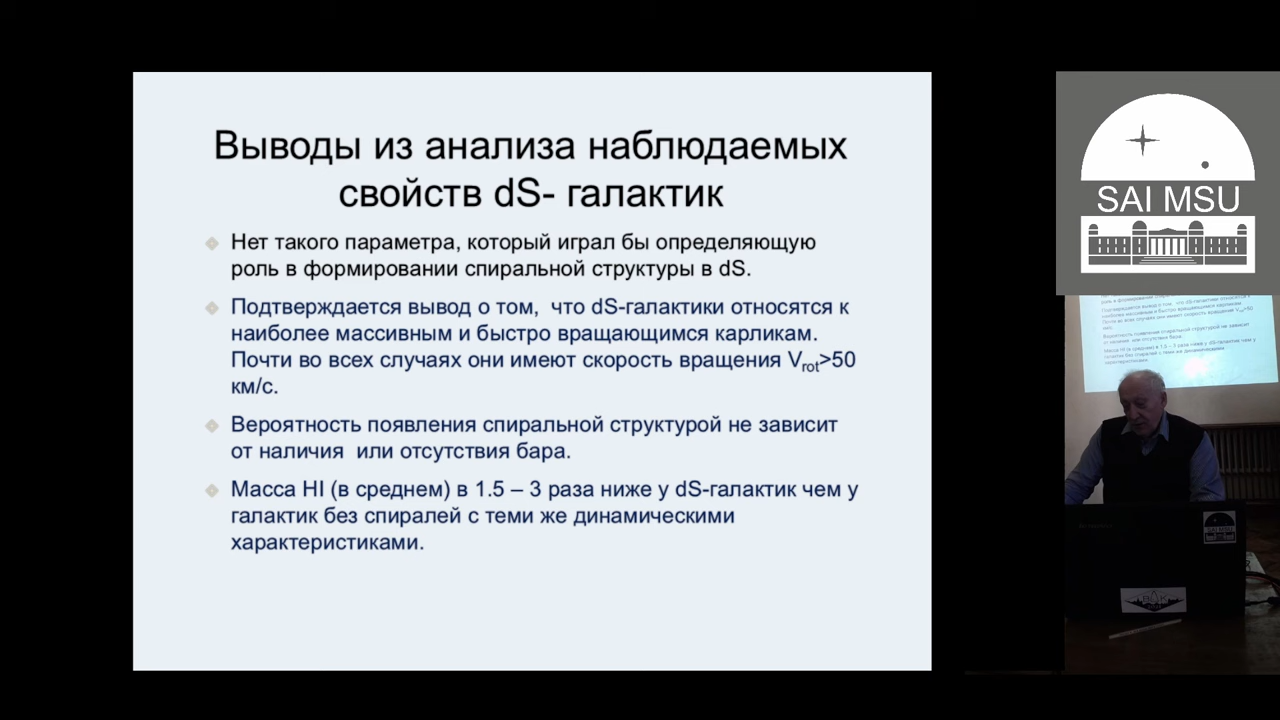 Выводы из анализа наблюдаемых
свойств dS- галактик
Нет такого параметра, который играл бы определяющую
роль в формировании спиральной структуры в dS.
Подтверждается вывод о том, что dS-галактики относятся к
наиболее массивным и быстро вращающимся карликам.
Почти во всех случаях они имеют скорость вращения Vrot>50
км/с.
Вероятность появления спиральной структурой не зависит
от наличия или отсутствия бара.
Масса HI (в среднем) в 1.5 – 3 раза ниже у dS-галактик чем у
галактик без спиралей с теми же динамическими
характеристиками.
SAI MSU